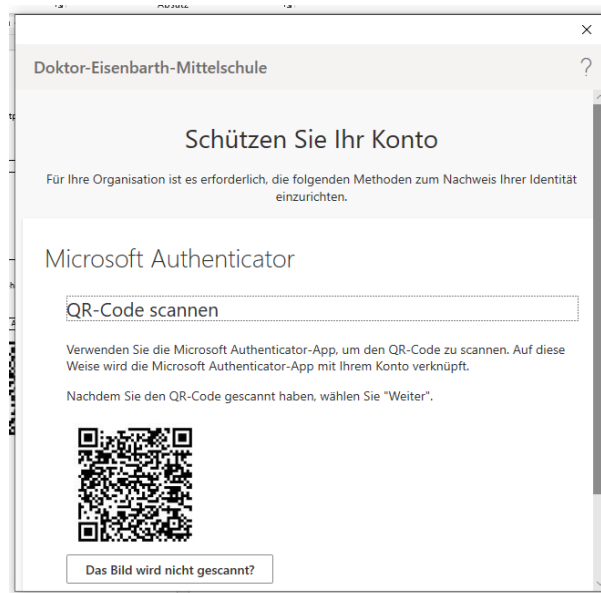 Absatz
Doktor-Eisenbarth-Mittelschule
?
Schützen Sie Ihr Konto
Für Ihre Organisation ist es erforderlich, die folgenden Methoden zum Nachweis Ihrer Identität
einzurichten.
Microsoft Authenticator
QR-Code scannen
Verwenden Sie die Microsoft Authenticator-App, um den QR-Code zu scannen. Auf diese
Weise wird die Microsoft Authenticator-App mit Ihrem Konto verknüpft.
Nachdem Sie den QR-Code gescannt haben, wählen Sie "Weiter".
Das Bild wird nicht gescannt?